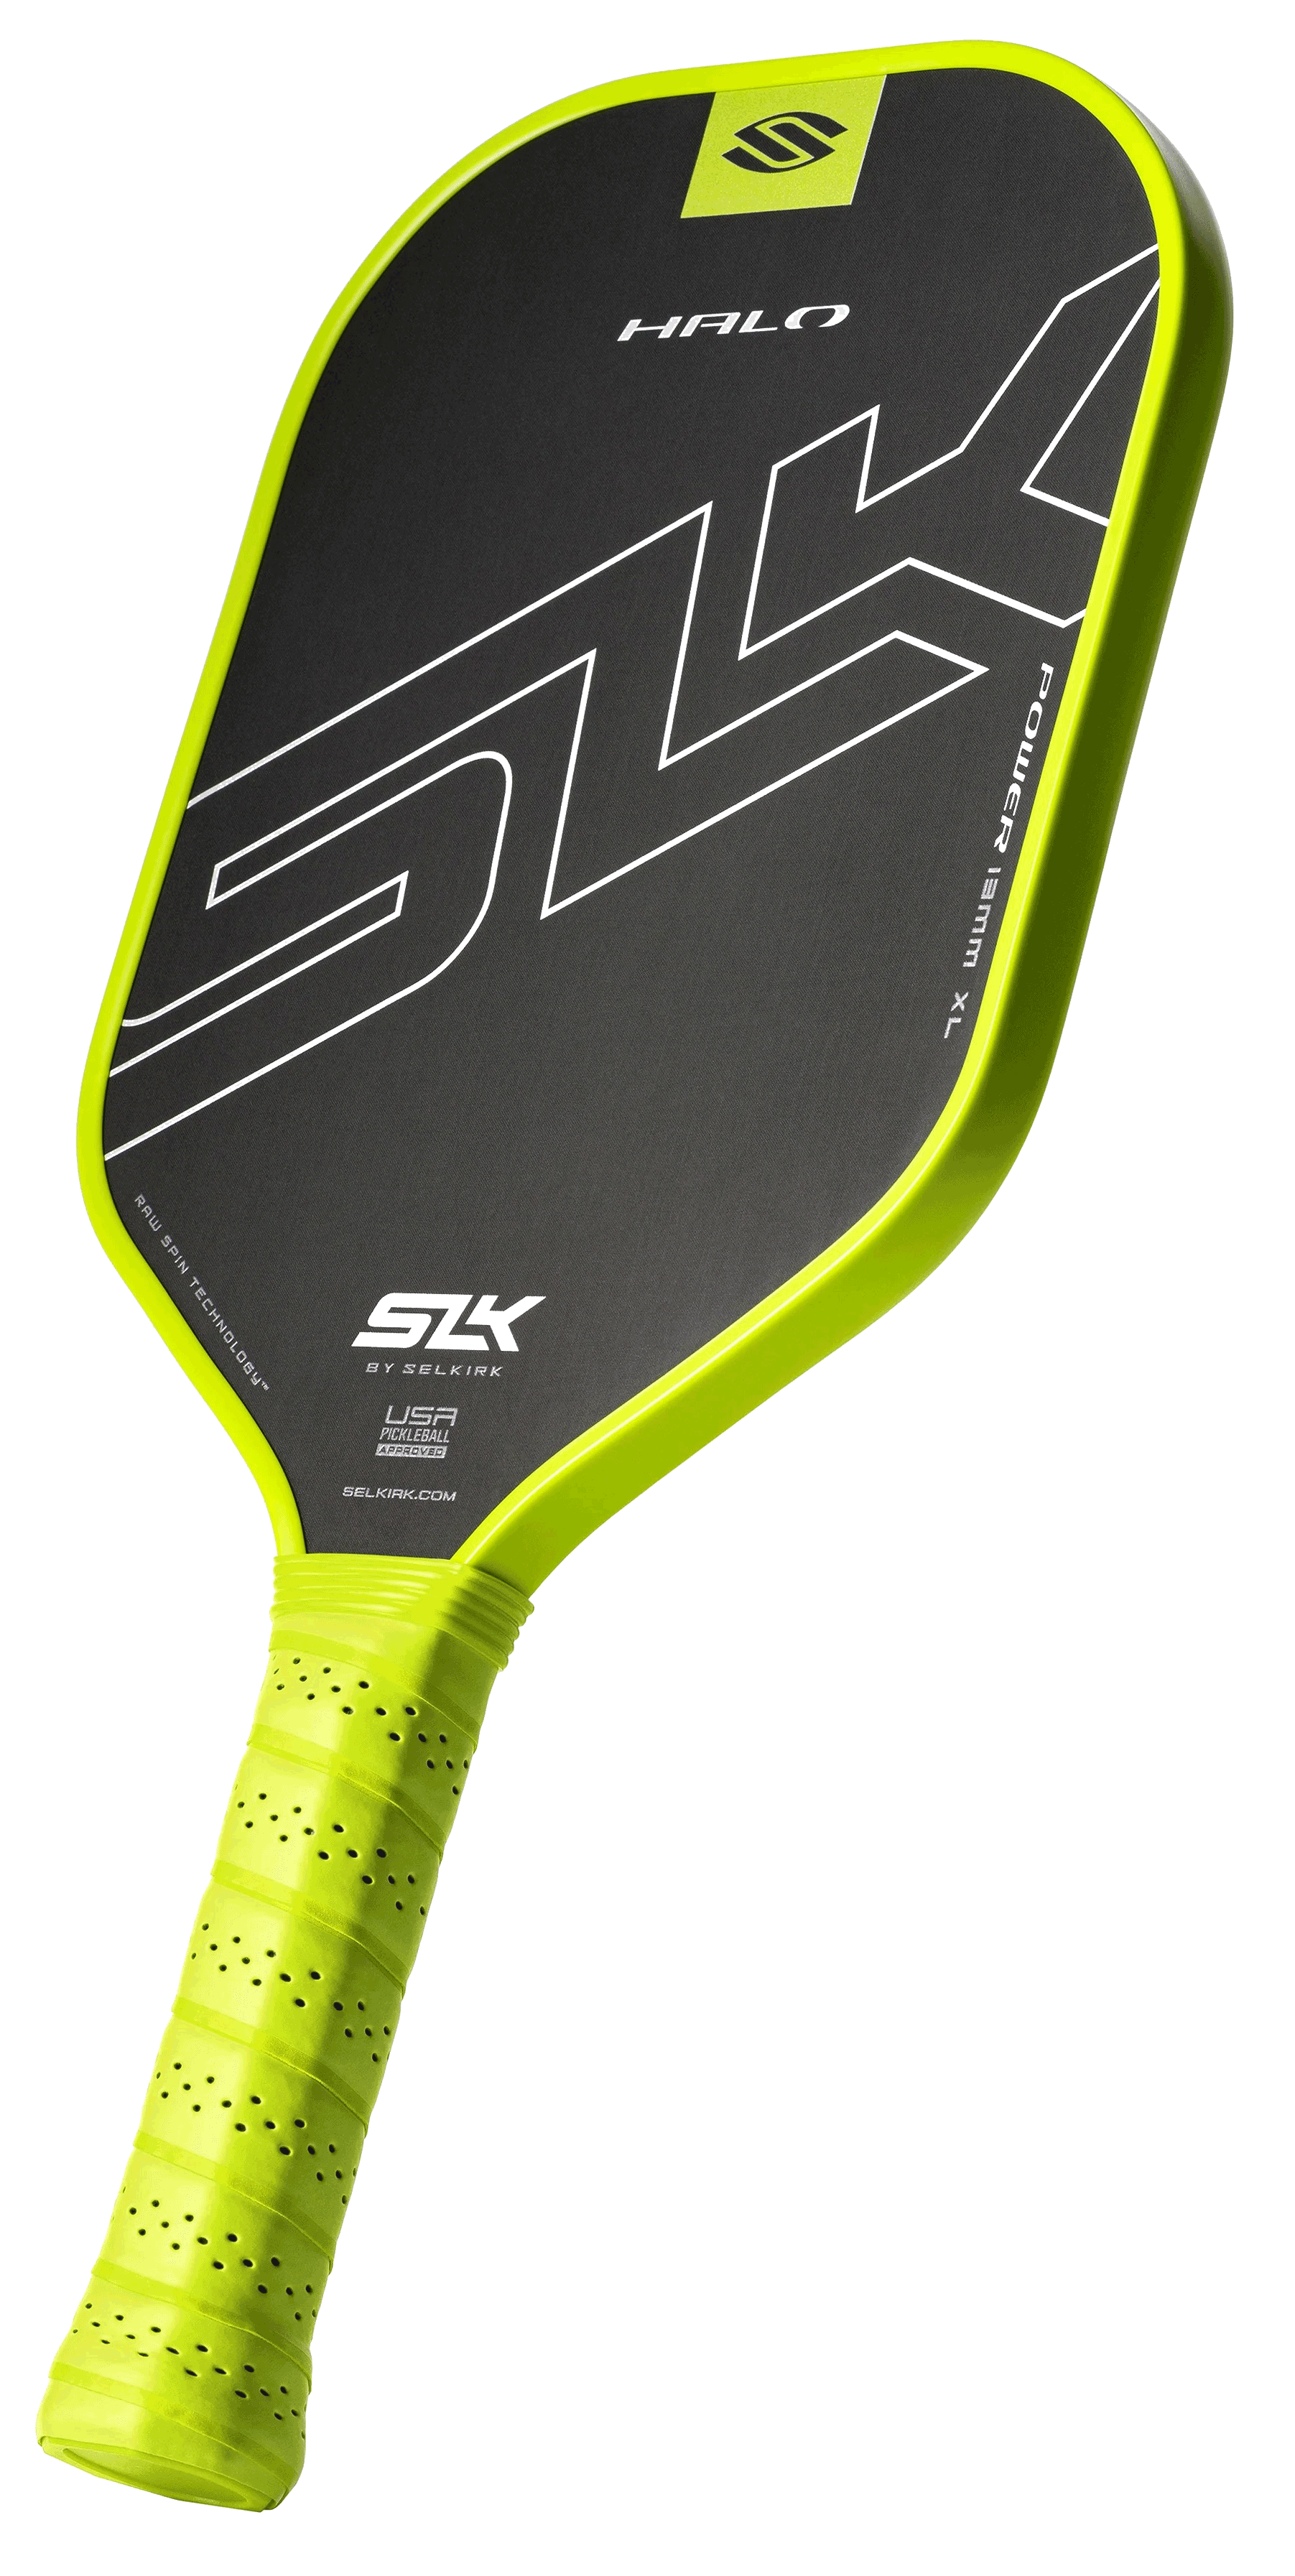 HALO
SLK
POWER 13mm XL
RAW SPIN TECHNOLOGY™
SLK
BY SELKIRK
USA
PICKLEBALL
APPROVED
SELKIRK.COM